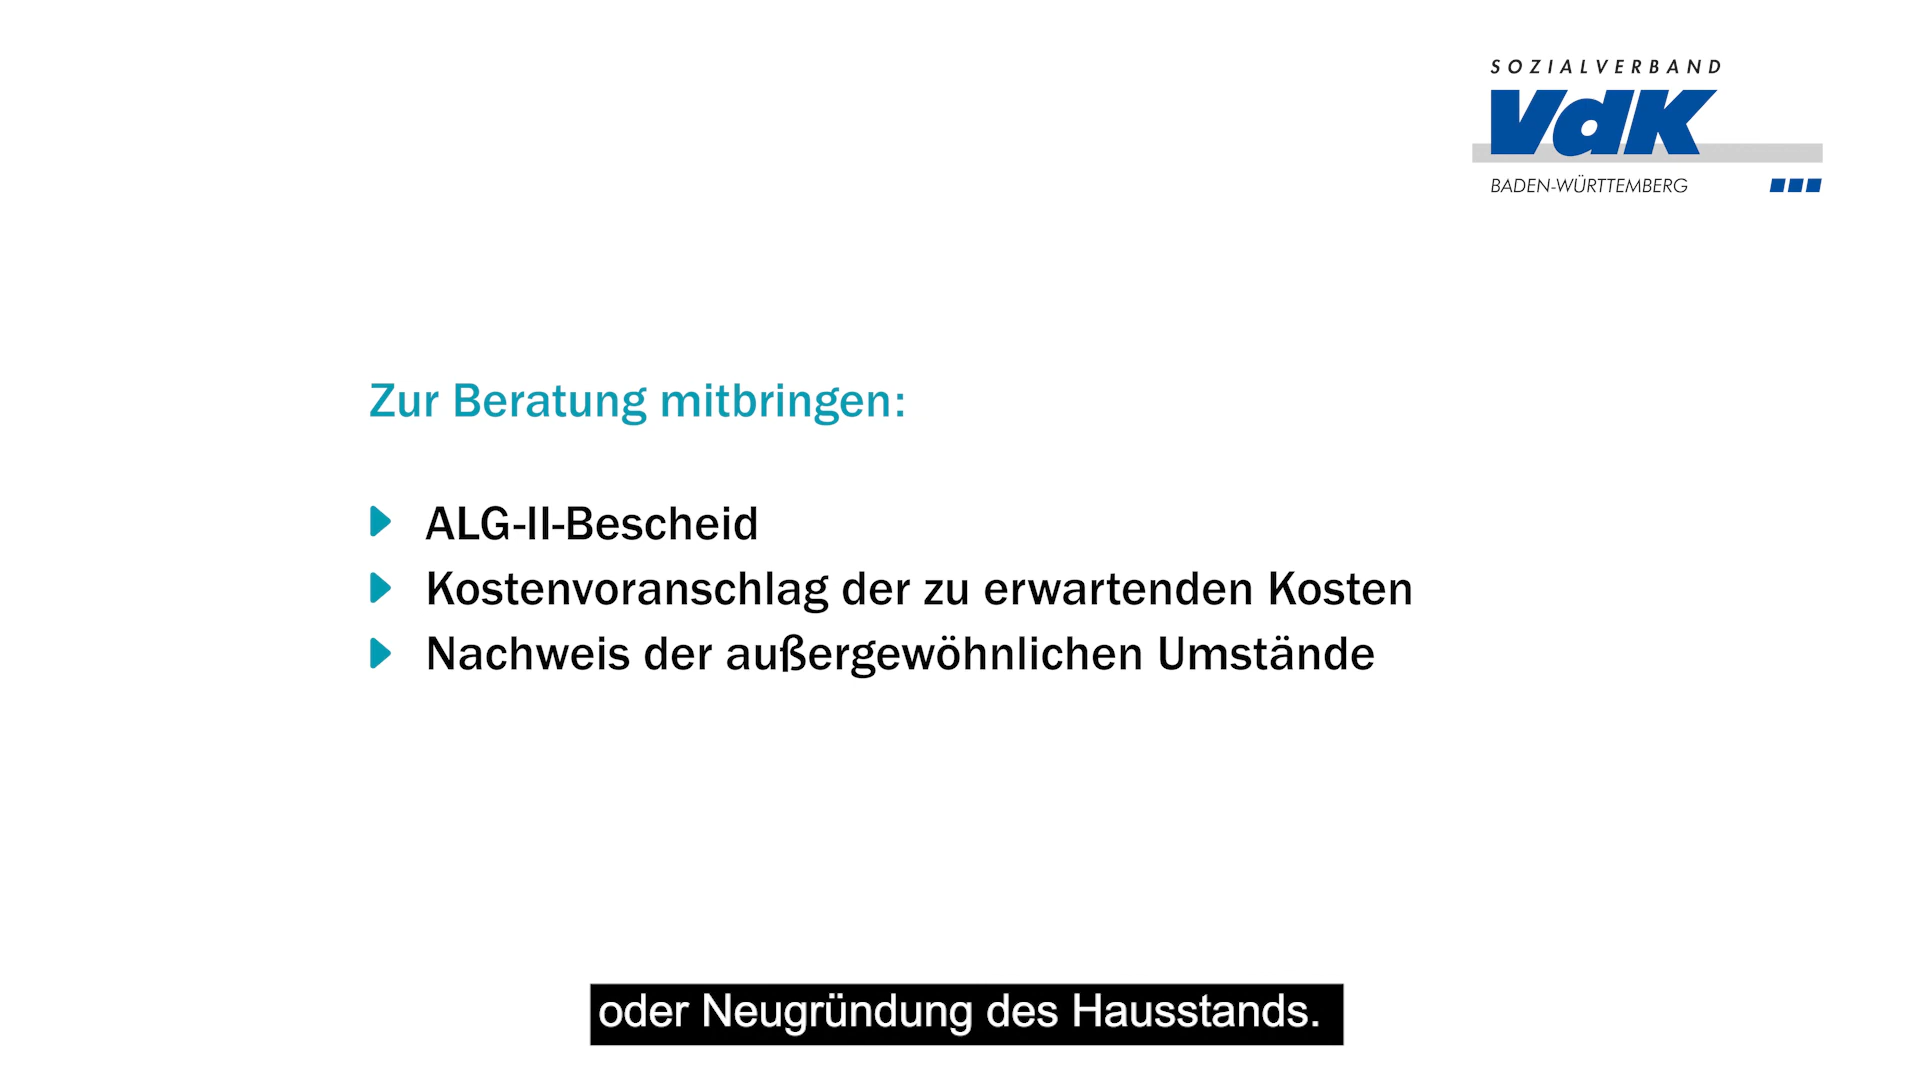 SOZIALVERBAND
VdK
BADEN-WÜRTTEMBERG
Zur Beratung mitbringen:
ALG-II-Bescheid
Kostenvoranschlag der zu erwartenden Kosten
Nachweis der außergewöhnlichen Umstände
oder Neugründung des Hausstands.